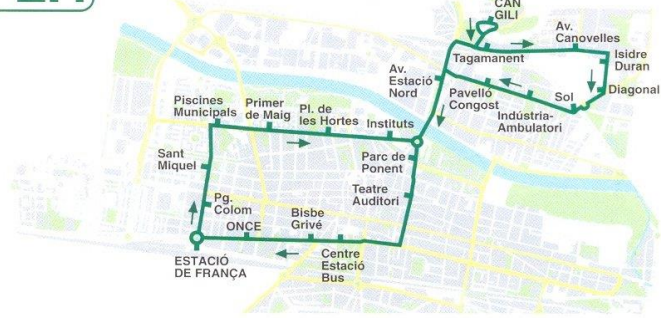 CAN
GILI
Av.
Canovelles
Tagamanent
Isidre
Duran
Av.
Estació
Nord
Diagonal
Pavelló
Congost
Sol
Indústria-
Ambulatori
Piscines
Municipals
Primer
de Maig
Pl. de
les Hortes
Instituts
Parc de
Ponent
Sant
Miquel
Teatre
Auditori
Pg.
Colom
ONCE
Bisbe
Grivé
Centre
Estació
Bus
ESTACIÓ
DE FRANÇA